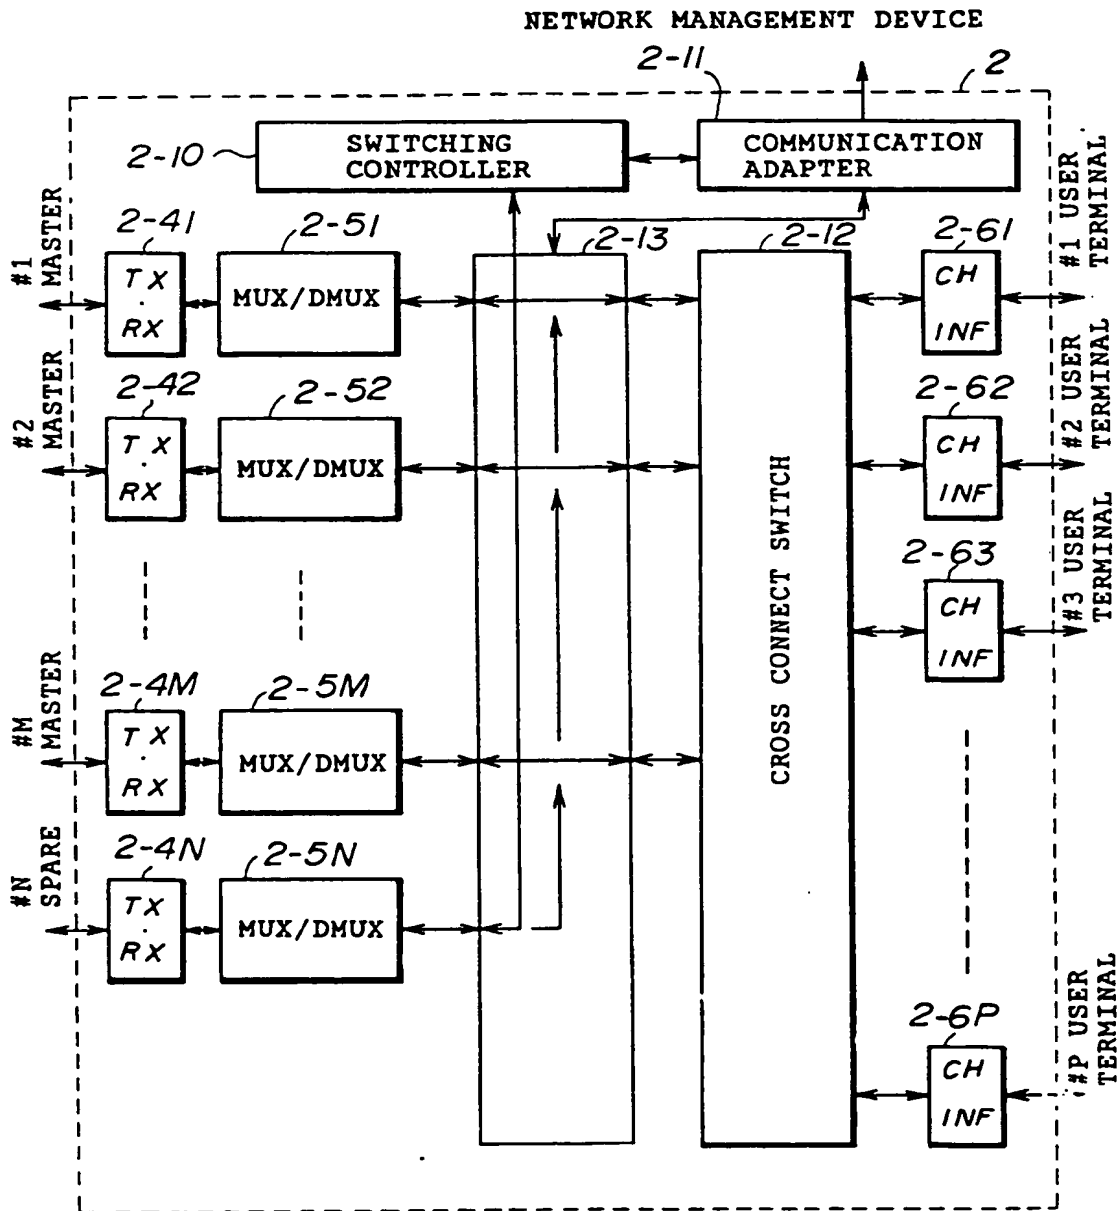 NETWORK MANAGEMENT DEVICE
2-11
2
2-10
SWITCHING
CONTROLLER
COMMUNICATION
ADAPTER
#1
MASTER
2-41
TX
·
RX
2-51
MUX/DMUX
2-13
2-12
2-61
CH
INF
#1 USER
TERMINAL
#2
MASTER
2-42
TX
·
RX
2-52
MUX/DMUX
2-62
CH
INF
#2 USER
TERMINAL
CROSS CONNECT SWITCH
2-63
CH
INF
#3 USER
TERMINAL
#M
MASTER
2-4M
TX
·
RX
2-5M
MUX/DMUX
#N
SPARE
2-4N
TX
·
RX
2-5N
MUX/DMUX
2-6P
CH
INF
#P USER
TERMINAL